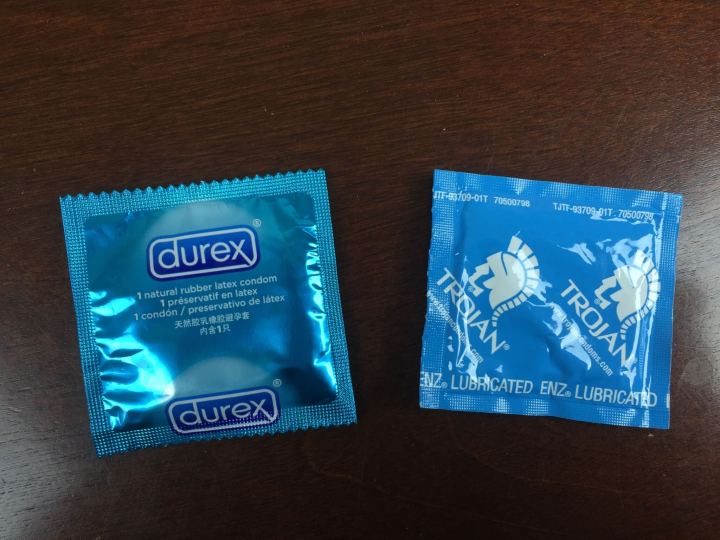 durex®
1 natural rubber latex condom
1 préservatif en latex
1 condón / preservativo de látex
天然胶乳橡胶避孕套
内含1只
durex®
TJTF-93709-01T 70500798
TJTF-93709-01T 70500798
TROJAN®
TROJAN
ENZ® LUBRICATED ENZ® LUBRICATED